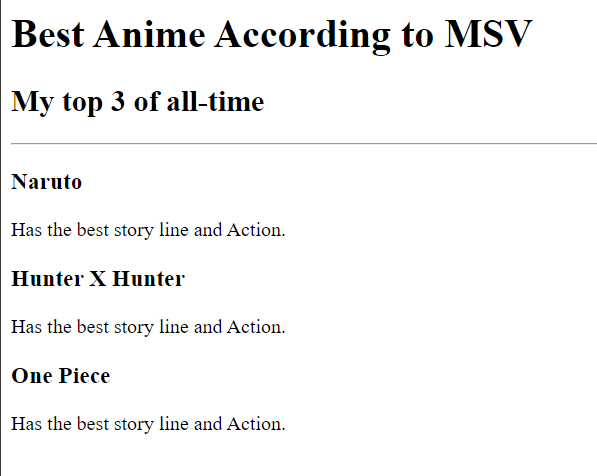 Best Anime According to MSV
My top 3 of all-time
Naruto
Has the best story line and Action.
Hunter X Hunter
Has the best story line and Action.
One Piece
Has the best story line and Action.